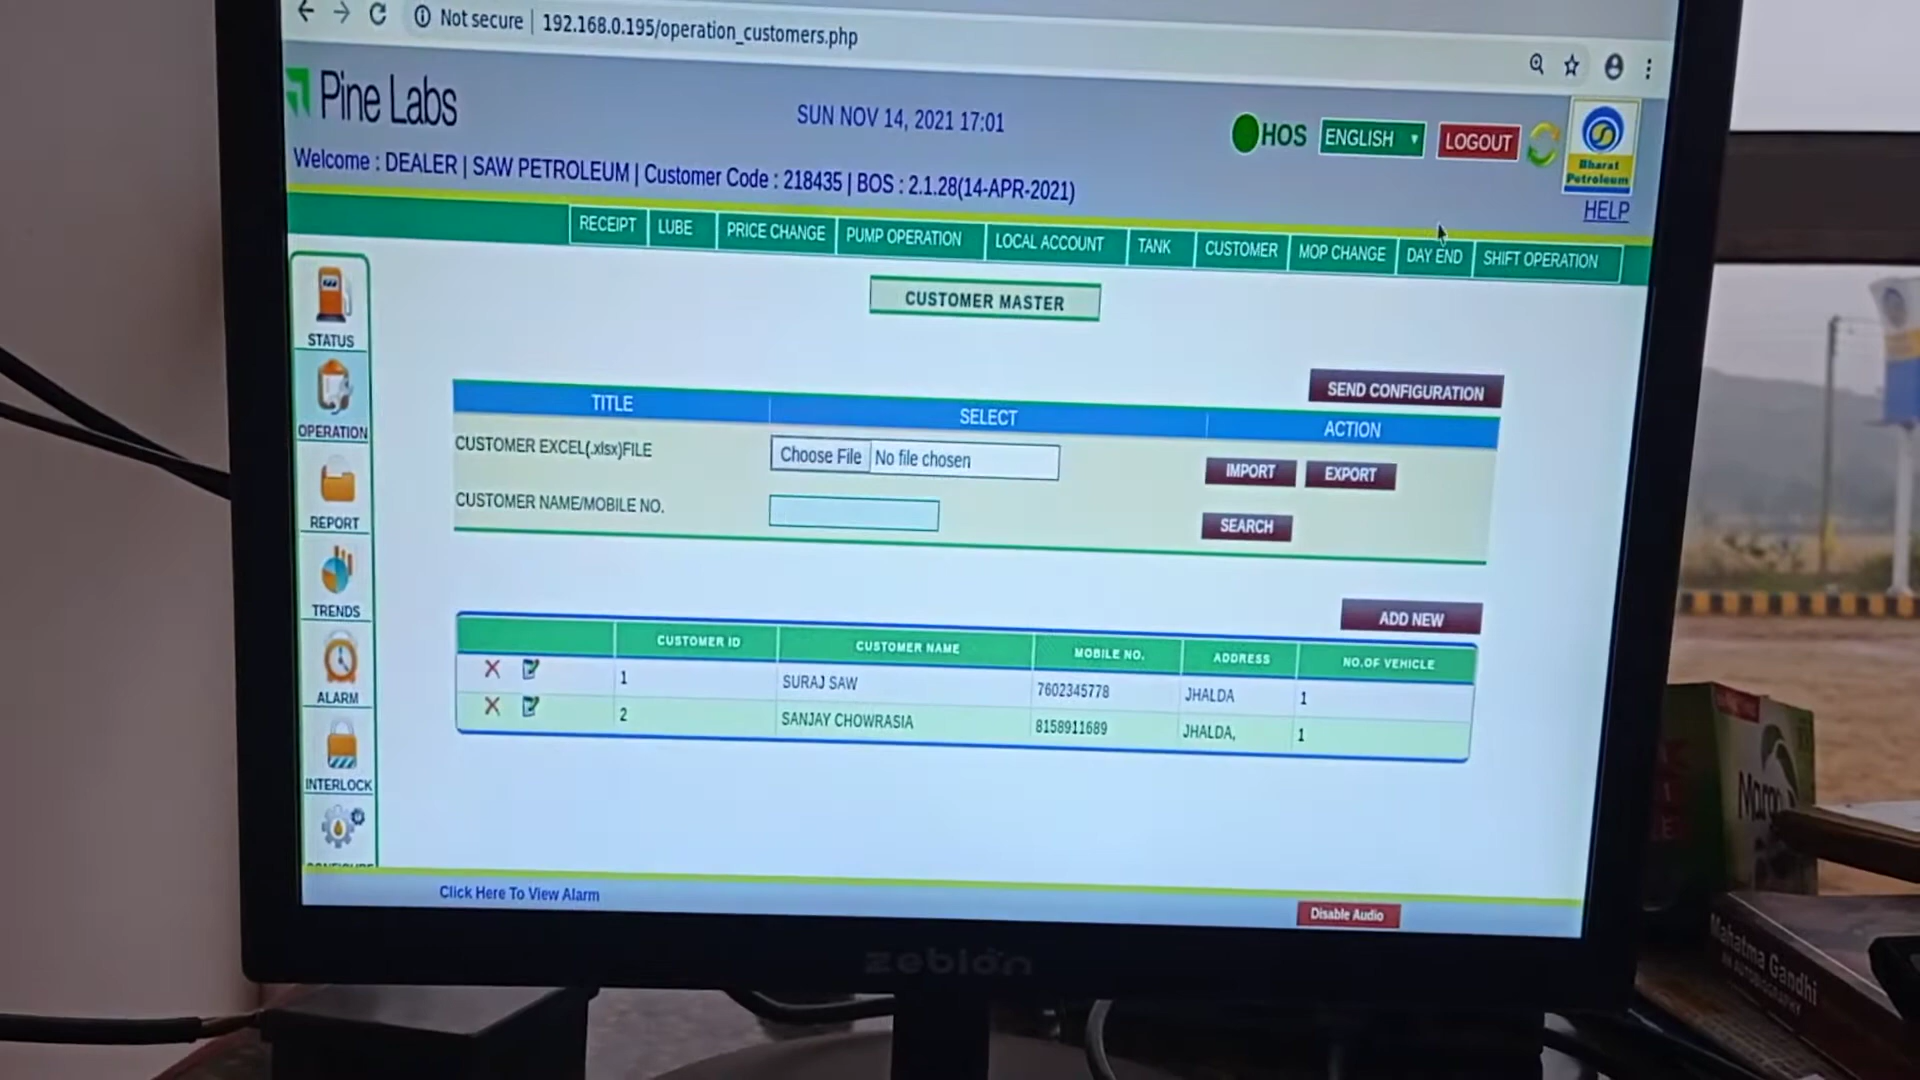 Not secure | 192.168.0.195/operation_customers.php
Pine Labs
SUN NOV 14, 2021 17:01
HOS
ENGLISH
LOGOUT
Bharat
Petroleum
Welcome : DEALER | SAW PETROLEUM | Customer Code : 218435 | BOS : 2.1.28(14-APR-2021)
HELP
RECEIPT LUBE PRICE CHANGE PUMP OPERATION LOCAL ACCOUNT TANK CUSTOMER MOP CHANGE DAY END SHIFT OPERATION
CUSTOMER MASTER
STATUS
OPERATION
REPORT
TRENDS
ALARM
INTERLOCK
SEND CONFIGURATION
TITLE SELECT ACTION
CUSTOMER EXCEL(.xlsx)FILE Choose File No file chosen IMPORT EXPORT
CUSTOMER NAME/MOBILE NO. SEARCH
ADD NEW
CUSTOMER ID CUSTOMER NAME MOBILE NO. ADDRESS NO.OF VEHICLE
1 SURAJ SAW 7602345778 JHALDA 1
2 SANJAY CHOWRASIA 8158911689 JHALDA, 1
Click Here To View Alarm
Disable Audio
zebion
Mahatma Gandhi
AN AUTOBIOGRAPHY